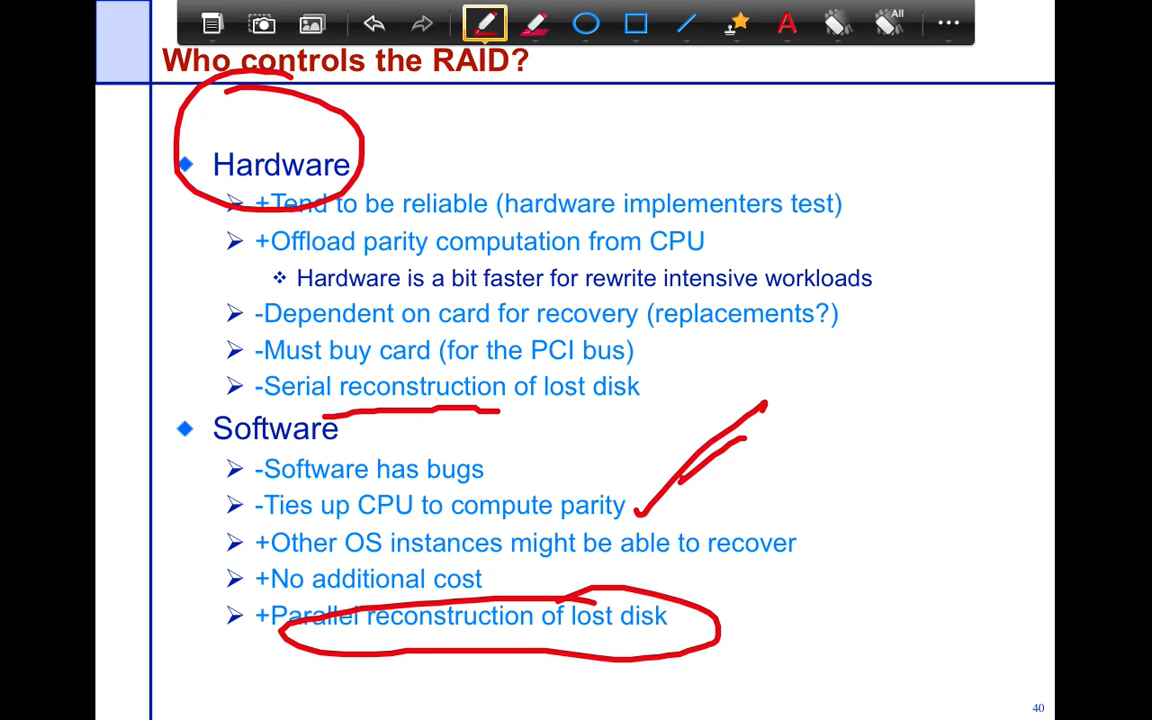 A
All
Who controls the RAID?
Hardware
+Tend to be reliable (hardware implementers test)
+Offload parity computation from CPU
Hardware is a bit faster for rewrite intensive workloads
-Dependent on card for recovery (replacements?)
-Must buy card (for the PCI bus)
-Serial reconstruction of lost disk
Software
-Software has bugs
-Ties up CPU to compute parity
+Other OS instances might be able to recover
+No additional cost
+Parallel reconstruction of lost disk
40